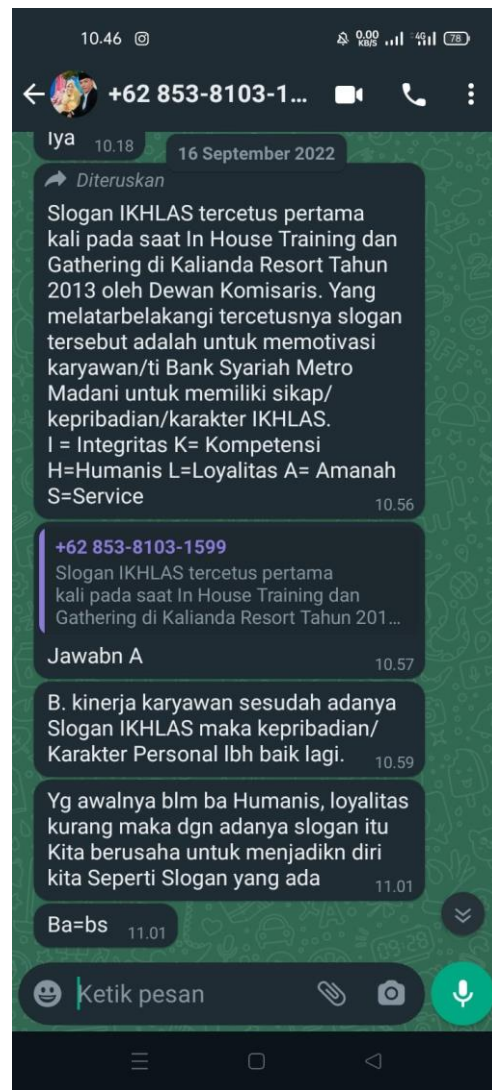 10.46
0.00 KB/S 4G 78
+62 853-8103-1...
Iya 10.18
16 September 2022
Diteruskan
Slogan IKHLAS tercetus pertama
kali pada saat In House Training dan
Gathering di Kalianda Resort Tahun
2013 oleh Dewan Komisaris. Yang
melatarbelakangi tercetusnya slogan
tersebut adalah untuk memotivasi
karyawan/ti Bank Syariah Metro
Madani untuk memiliki sikap/
kepribadian/karakter IKHLAS.
I = Integritas K= Kompetensi
H=Humanis L=Loyalitas A= Amanah
S=Service 10.56
+62 853-8103-1599
Slogan IKHLAS tercetus pertama
kali pada saat In House Training dan
Gathering di Kalianda Resort Tahun 201...
Jawabn A 10.57
B. kinerja karyawan sesudah adanya
Slogan IKHLAS maka kepribadian/
Karakter Personal lbh baik lagi. 10.59
Yg awalnya blm ba Humanis, loyalitas
kurang maka dgn adanya slogan itu
Kita berusaha untuk menjadikn diri
kita Seperti Slogan yang ada 11.01
Ba=bs 11.01
Ketik pesan